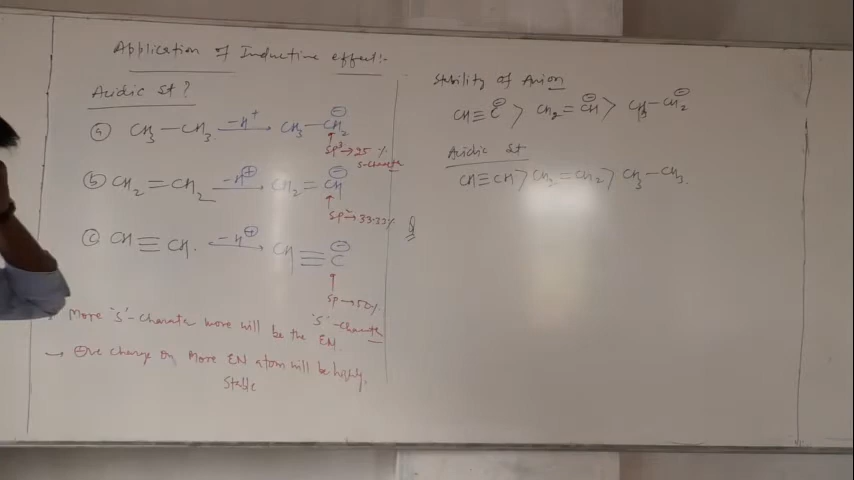 Application of Inductive effect:-
Acidic St ?
(a) CH3—CH3 —H+→ CH3—CH2⊖
SP3→25 %
S-character
(b) CH2=CH2 —H⊕→ CH2=CH⊖
SP2→33.33%
(c) CH≡CH. —H⊕→ CH≡C⊖
SP→50%
'S'-character
More 'S'-character more will be the EN.
→ ⊖ve charge on More EN atom will be highly
Stable
Stability of Anion
CH≡C⊖ > CH2=CH⊖ > CH3—CH2⊖
Acidic St
CH≡CH > CH2=CH2 > CH3—CH3.
Q